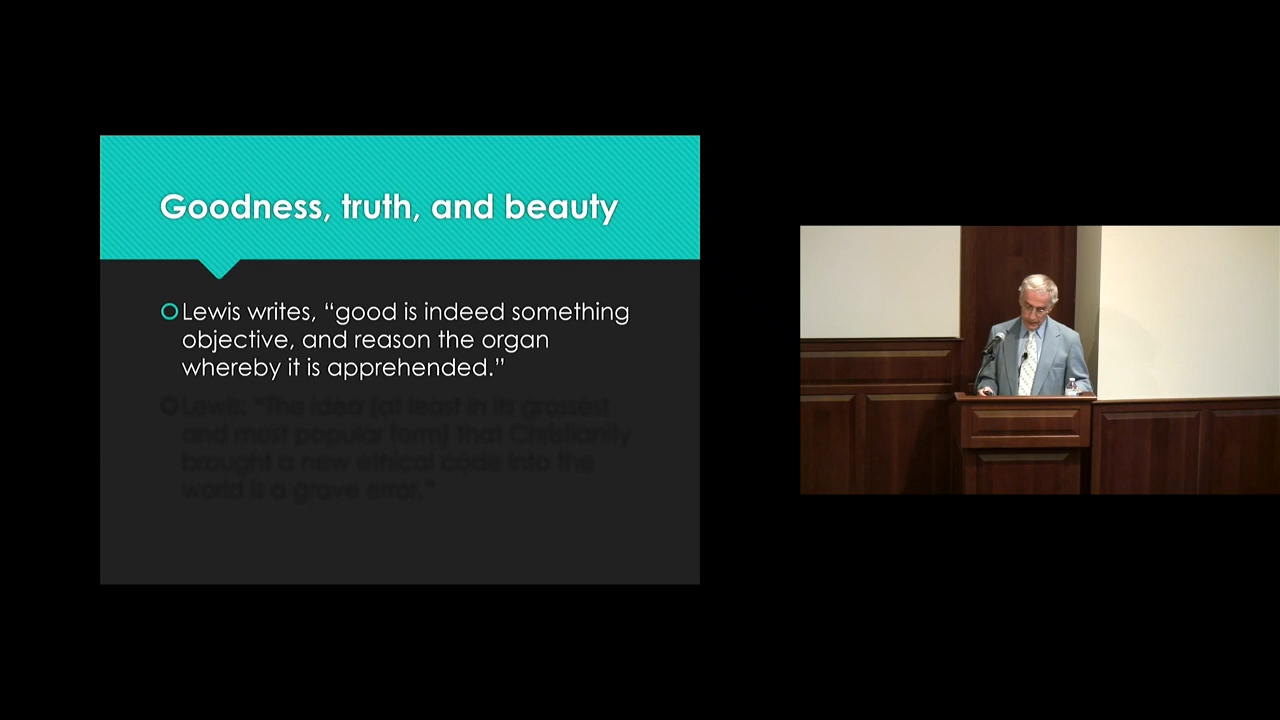 Goodness, truth, and beauty
Lewis writes, “good is indeed something
objective, and reason the organ
whereby it is apprehended.”
Lewis: “The idea (at least in its grossest
and most popular form) that Christianity
brought a new ethical code into the
world is a grave error.”